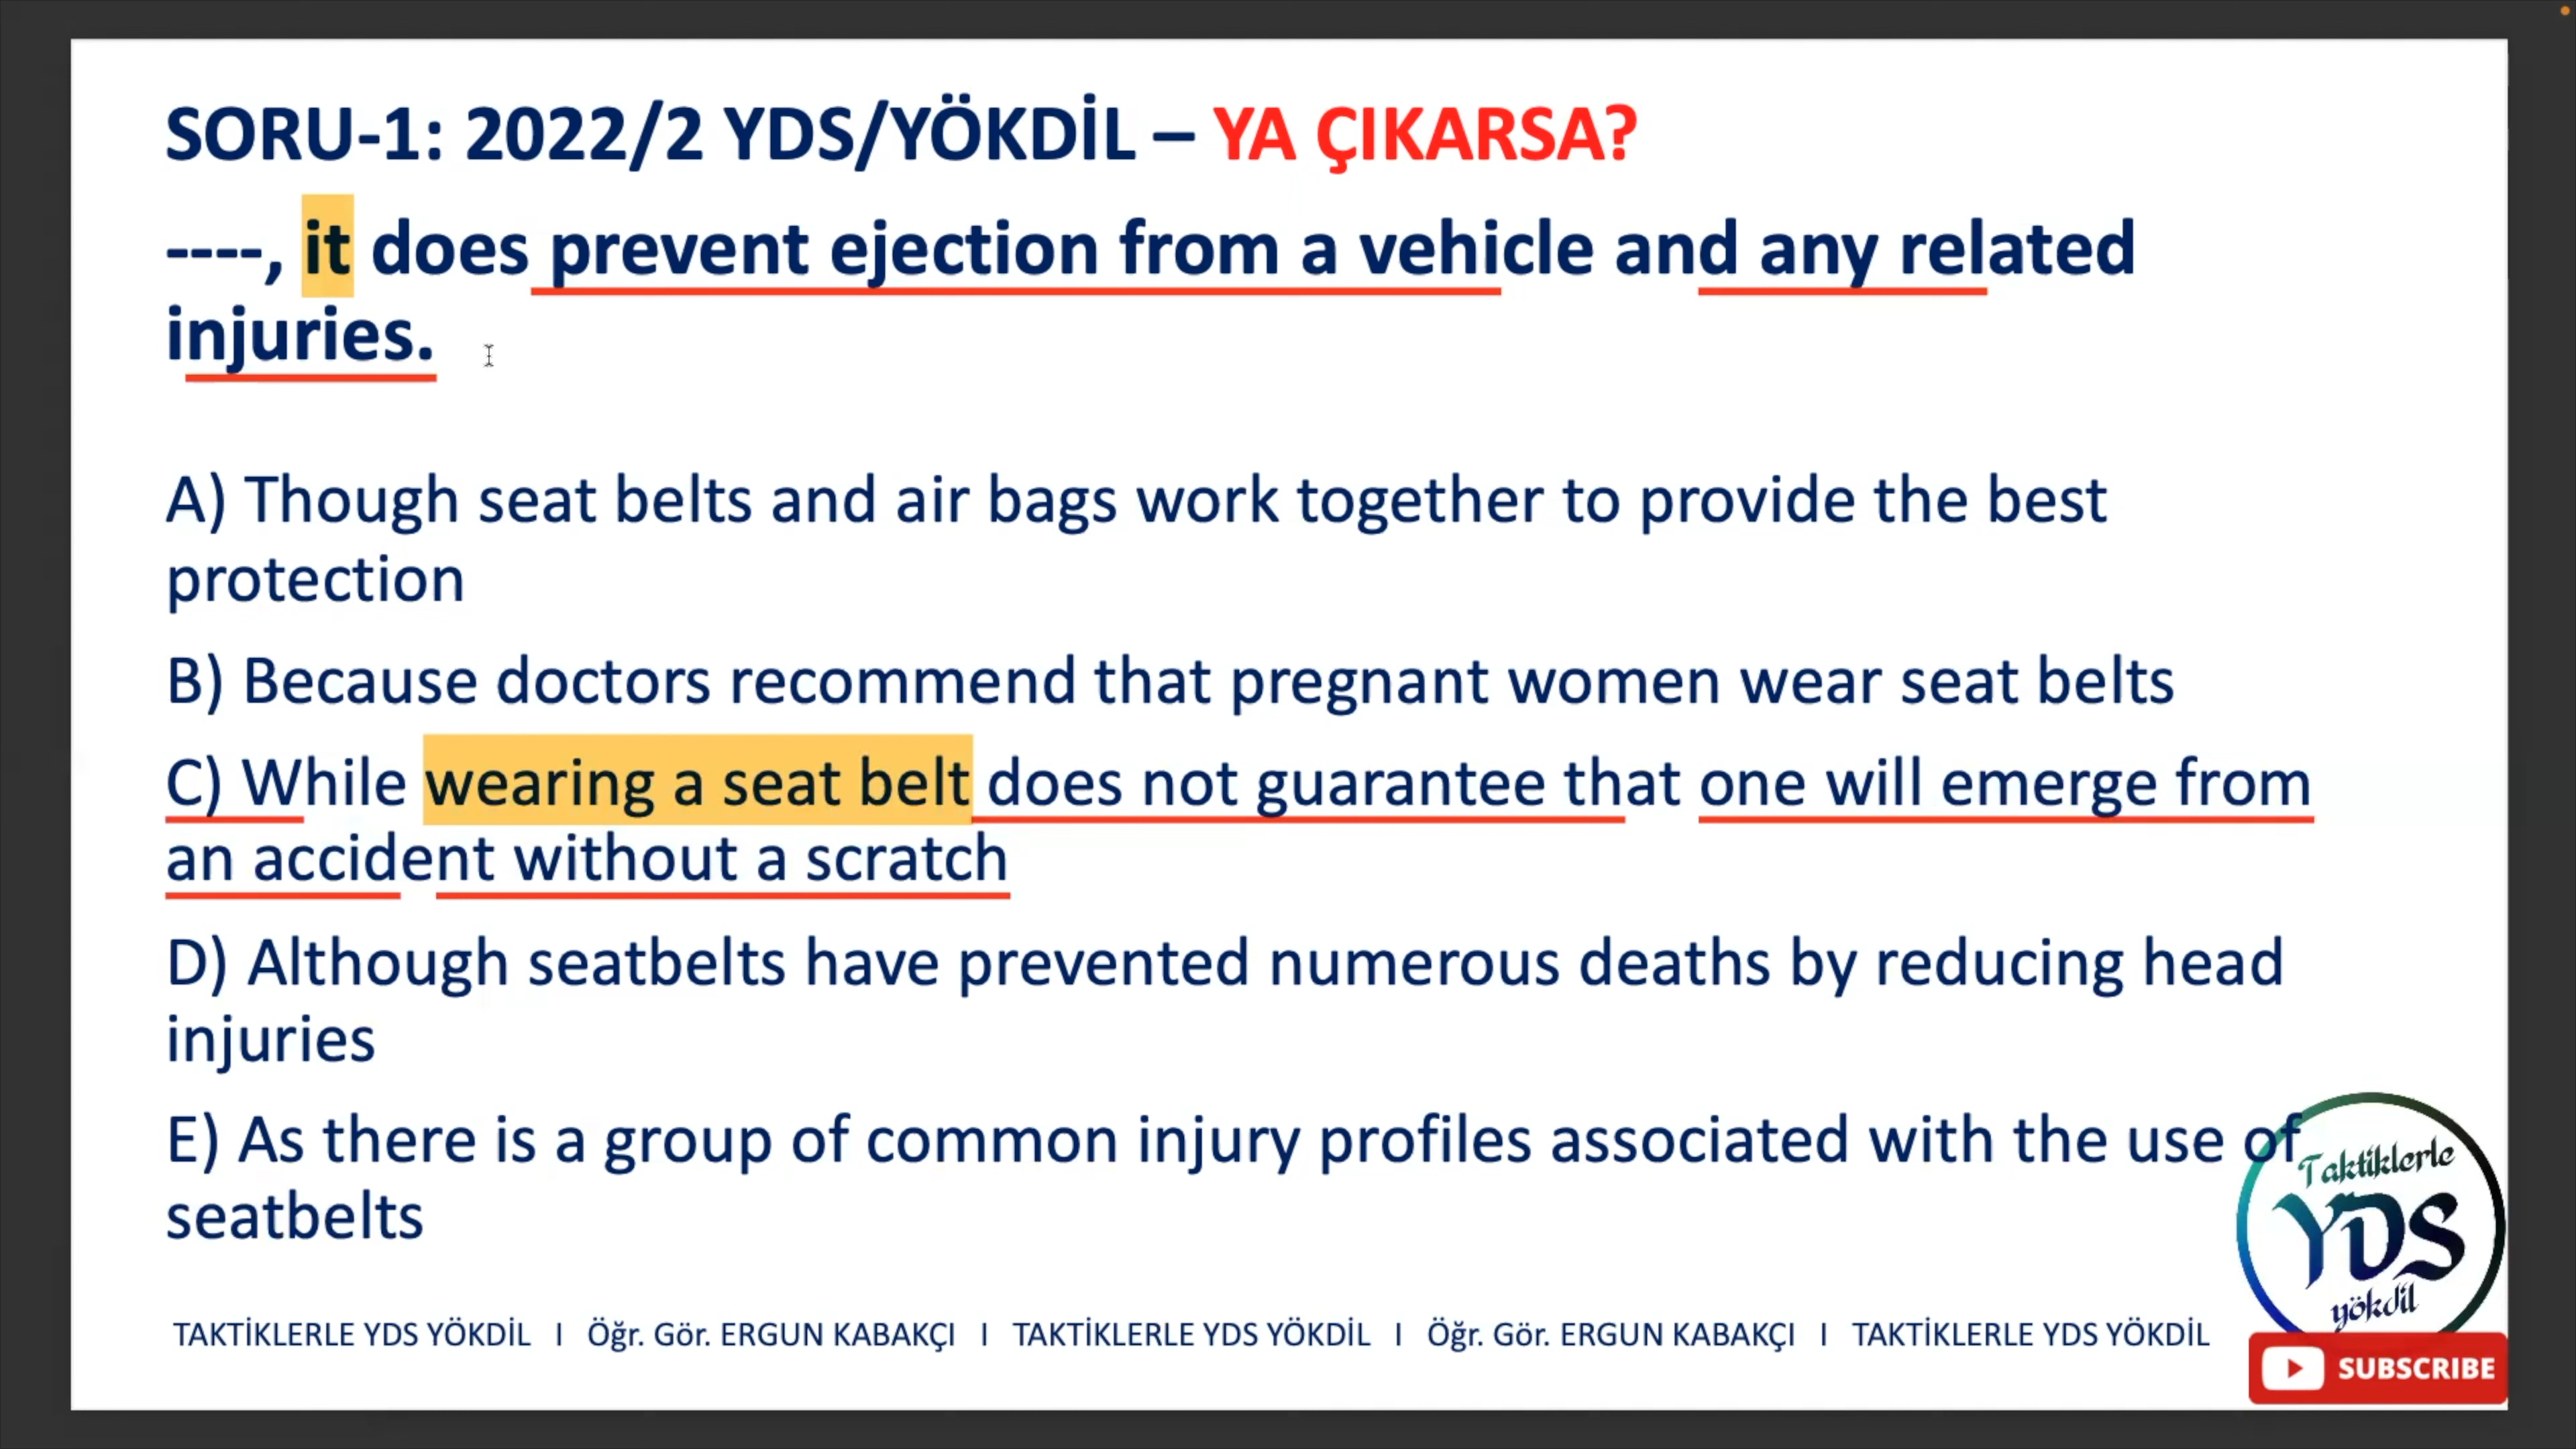 SORU-1: 2022/2 YDS/YÖKDİL – YA ÇIKARSA?
----, it does prevent ejection from a vehicle and any related
injuries.
A) Though seat belts and air bags work together to provide the best
protection
B) Because doctors recommend that pregnant women wear seat belts
C) While wearing a seat belt does not guarantee that one will emerge from
an accident without a scratch
D) Although seatbelts have prevented numerous deaths by reducing head
injuries
E) As there is a group of common injury profiles associated with the use of
seatbelts
Taktiklerle
YDS
yökdil
TAKTİKLERLE YDS YÖKDİL I Öğr. Gör. ERGUN KABAKÇI I TAKTİKLERLE YDS YÖKDİL I Öğr. Gör. ERGUN KABAKÇI I TAKTİKLERLE YDS YÖKDİL
SUBSCRIBE